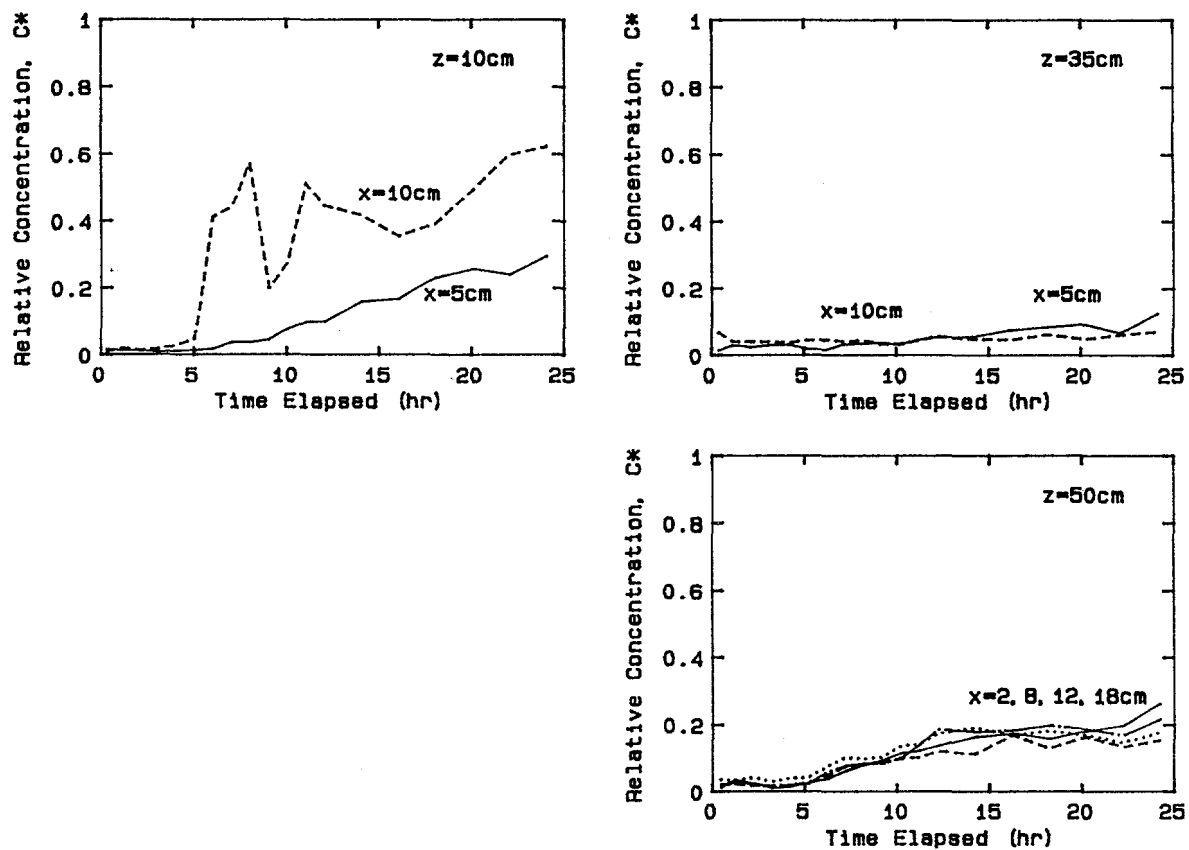 Relative Concentration, C*
1
0.8
0.6
0.4
0.2
0
z=10cm
x=10cm
x=5cm
0 5 10 15 20 25
Time Elapsed (hr)
Relative Concentration, C*
1
0.8
0.6
0.4
0.2
0
z=35cm
x=5cm
x=10cm
0 5 10 15 20 25
Time Elapsed (hr)
Relative Concentration, C*
1
0.8
0.6
0.4
0.2
0
z=50cm
x=2, 8, 12, 18cm
0 5 10 15 20 25
Time Elapsed (hr)